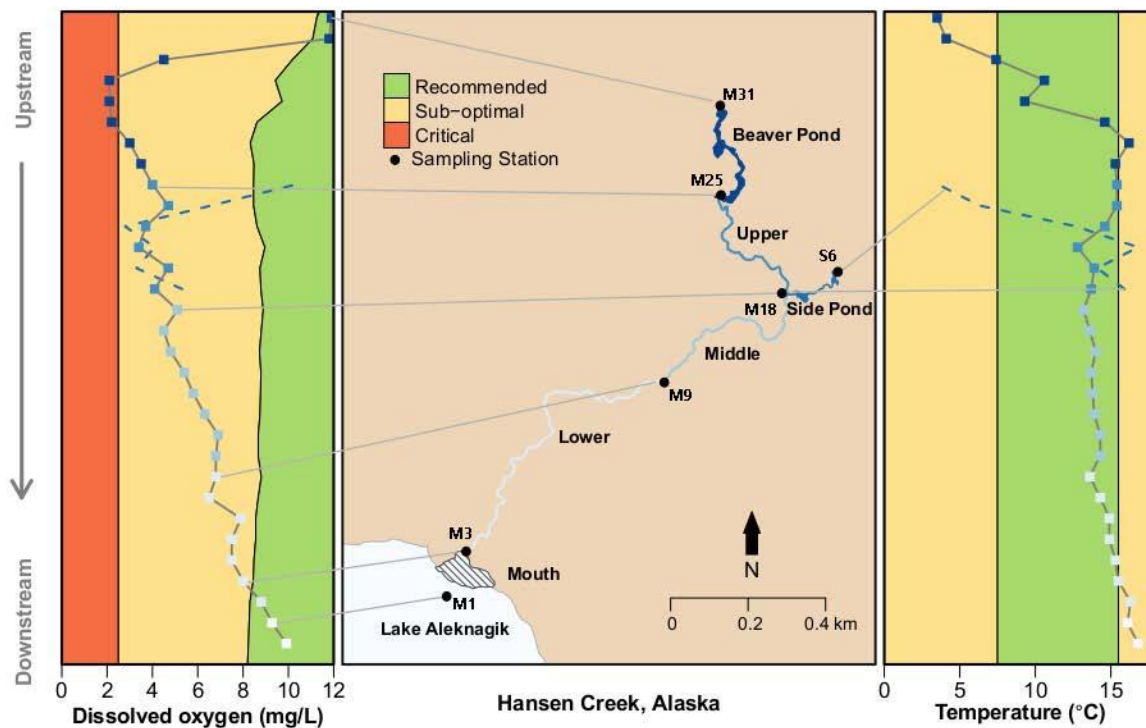 Upstream
Downstream
0 2 4 6 8 10 12
Dissolved oxygen (mg/L)
Recommended
Sub-optimal
Critical
Sampling Station
M31
Beaver Pond
M25
Upper
S6
M18
Side Pond
Middle
M9
Lower
M3
Mouth
M1
Lake Aleknagik
N
0 0.2 0.4 km
Hansen Creek, Alaska
0 5 10 15
Temperature (°C)